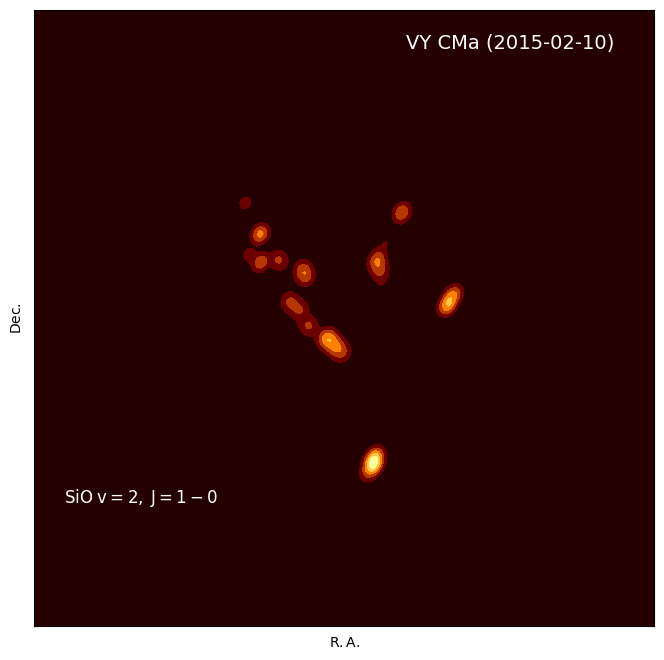 VY CMa (2015-02-10)
Dec.
SiO v = 2, J = 1 − 0
R. A.